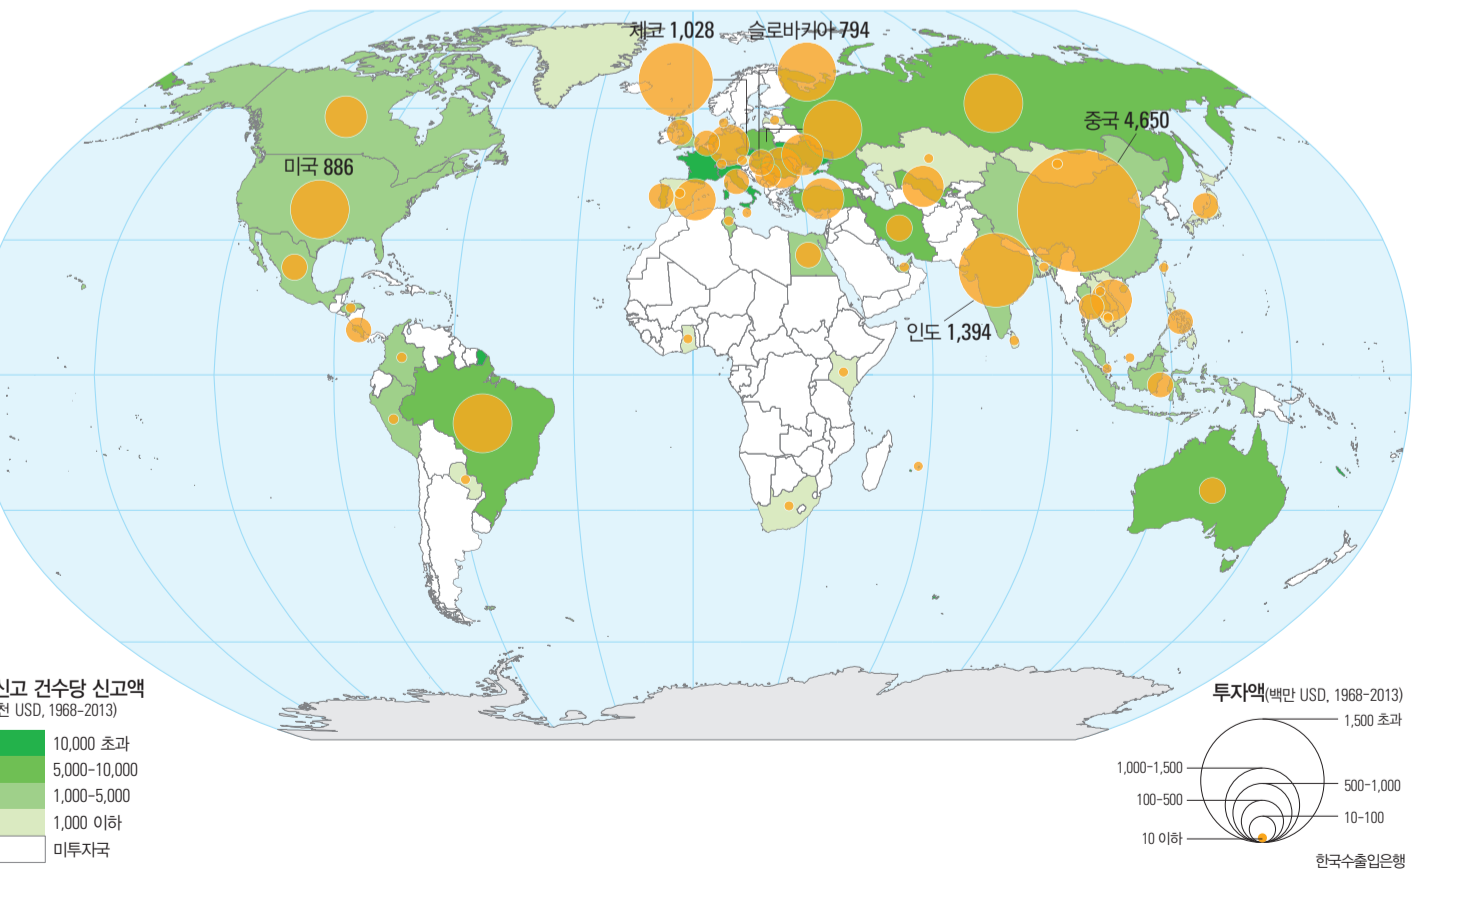 체코 1,028
슬로바키아 794
중국 4,650
미국 886
인도 1,394
신고 건수당 신고액
천 USD, 1968-2013)
10,000 초과
5,000-10,000
1,000-5,000
1,000 이하
미투자국
투자액(백만 USD, 1968-2013)
1,500 초과
1,000-1,500
500-1,000
100-500
10-100
10 이하
한국수출입은행